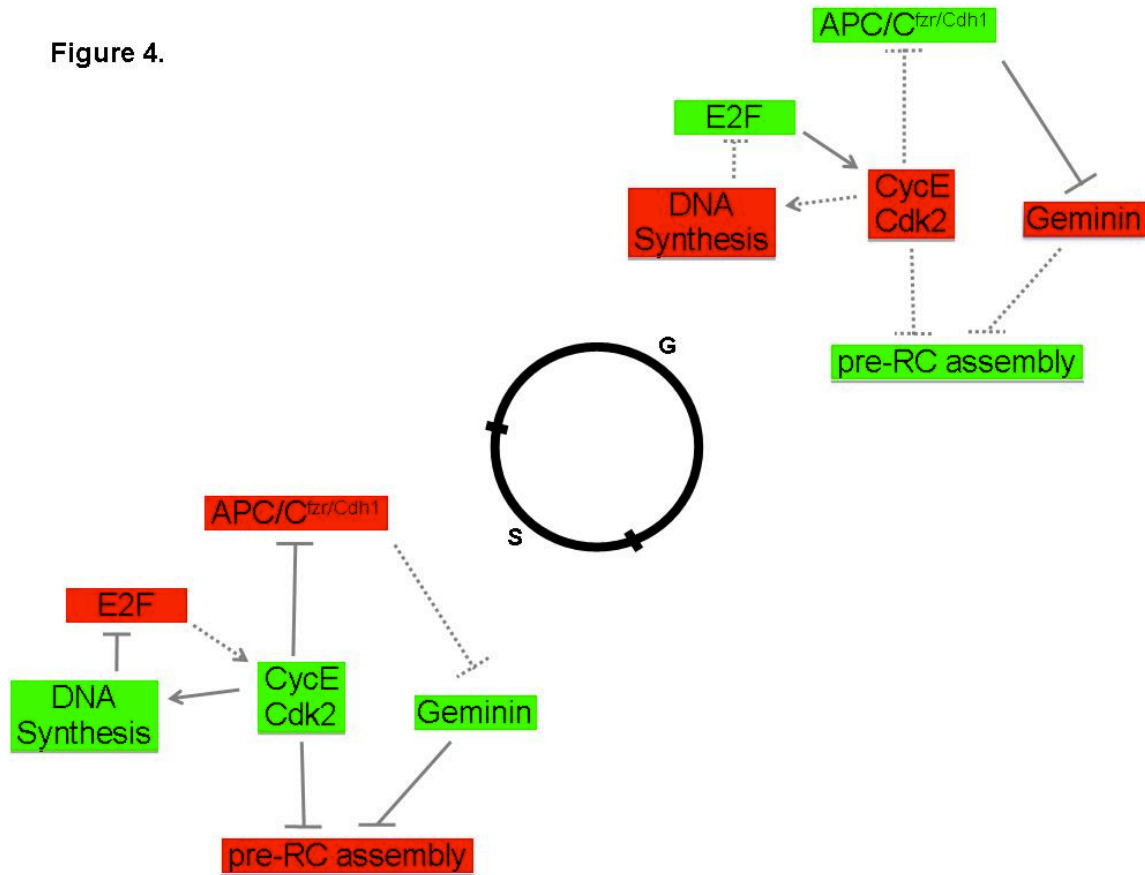 Figure 4.
APC/Cfzr/Cdh1
E2F
CycE
Cdk2
DNA
Synthesis
Geminin
pre-RC assembly
G
S
APC/Cfzr/Cdh1
E2F
CycE
Cdk2
DNA
Synthesis
Geminin
pre-RC assembly